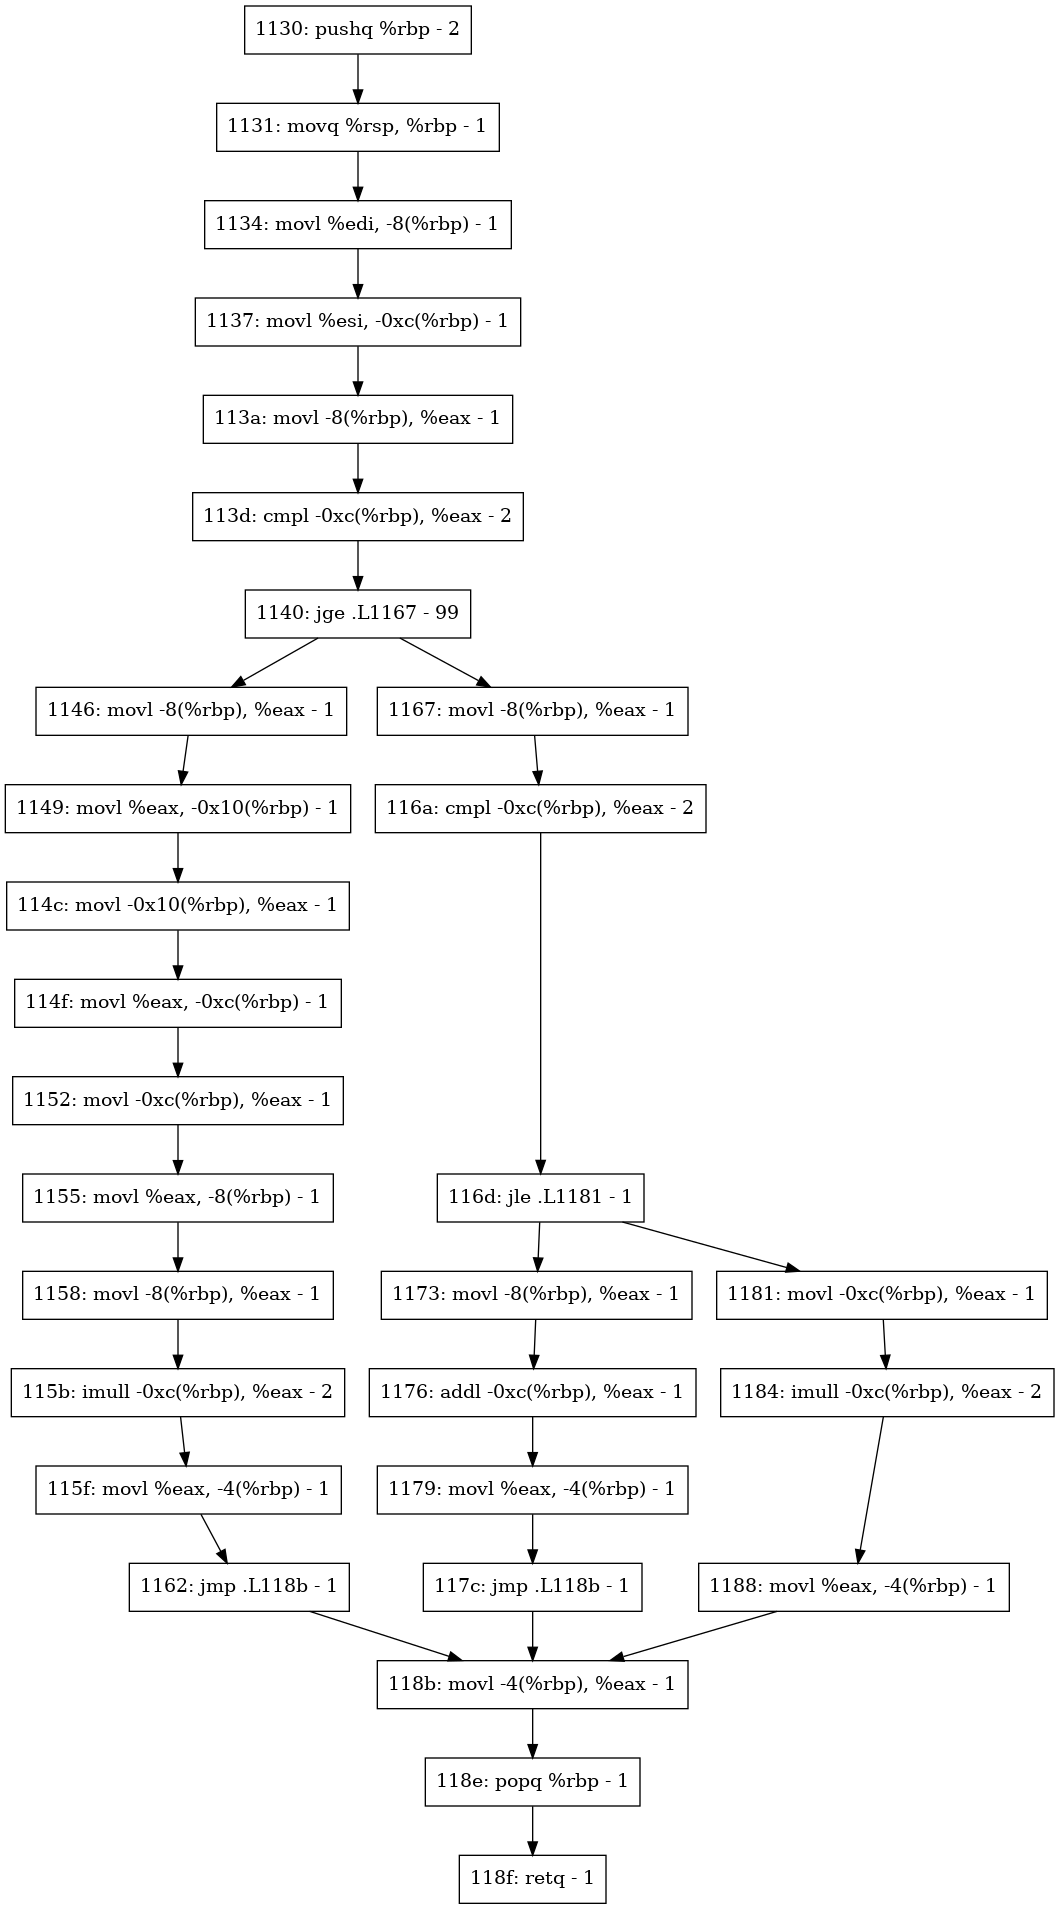 1130: pushq %rbp - 2
1131: movq %rsp, %rbp - 1
1134: movl %edi, -8(%rbp) - 1
1137: movl %esi, -0xc(%rbp) - 1
113a: movl -8(%rbp), %eax - 1
113d: cmpl -0xc(%rbp), %eax - 2
1140: jge .L1167 - 99
1146: movl -8(%rbp), %eax - 1
1167: movl -8(%rbp), %eax - 1
1149: movl %eax, -0x10(%rbp) - 1
116a: cmpl -0xc(%rbp), %eax - 2
114c: movl -0x10(%rbp), %eax - 1
114f: movl %eax, -0xc(%rbp) - 1
1152: movl -0xc(%rbp), %eax - 1
1155: movl %eax, -8(%rbp) - 1
116d: jle .L1181 - 1
1158: movl -8(%rbp), %eax - 1
1173: movl -8(%rbp), %eax - 1
1181: movl -0xc(%rbp), %eax - 1
115b: imull -0xc(%rbp), %eax - 2
1176: addl -0xc(%rbp), %eax - 1
1184: imull -0xc(%rbp), %eax - 2
115f: movl %eax, -4(%rbp) - 1
1179: movl %eax, -4(%rbp) - 1
1162: jmp .L118b - 1
117c: jmp .L118b - 1
1188: movl %eax, -4(%rbp) - 1
118b: movl -4(%rbp), %eax - 1
118e: popq %rbp - 1
118f: retq - 1